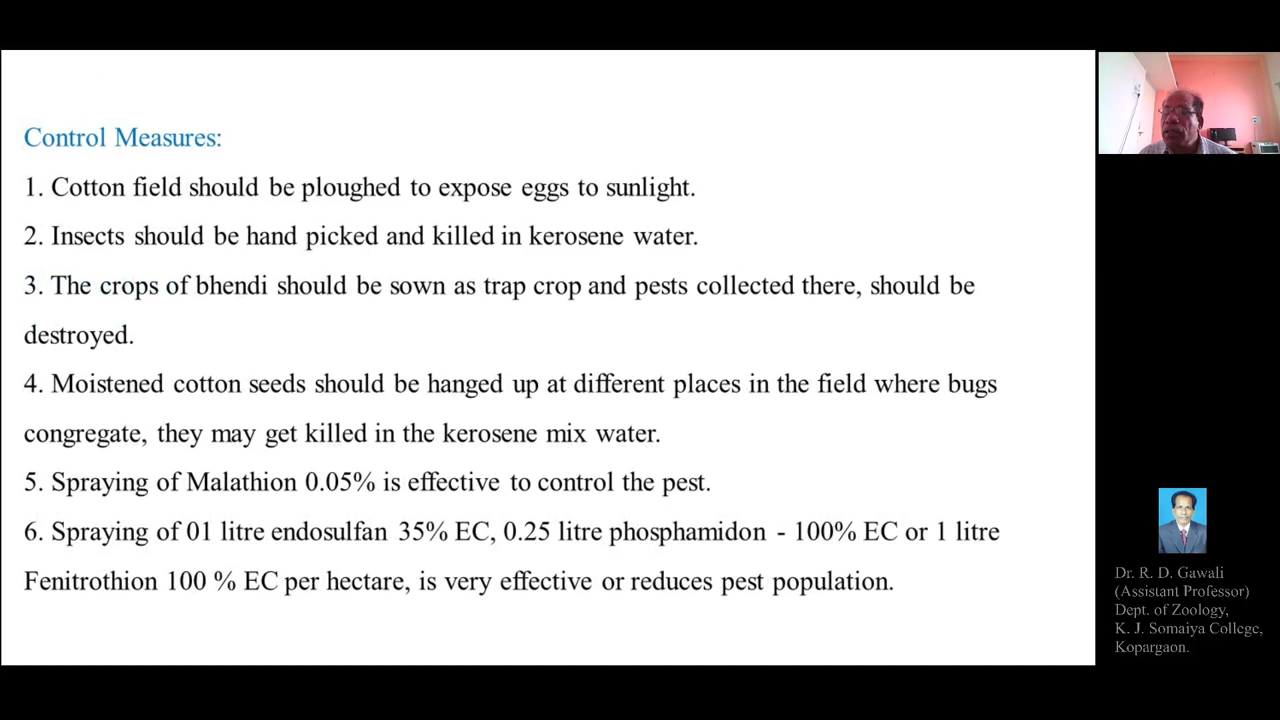 Control Measures:
1. Cotton field should be ploughed to expose eggs to sunlight.
2. Insects should be hand picked and killed in kerosene water.
3. The crops of bhendi should be sown as trap crop and pests collected there, should be
destroyed.
4. Moistened cotton seeds should be hanged up at different places in the field where bugs
congregate, they may get killed in the kerosene mix water.
5. Spraying of Malathion 0.05% is effective to control the pest.
6. Spraying of 01 litre endosulfan 35% EC, 0.25 litre phosphamidon - 100% EC or 1 litre
Fenitrothion 100 % EC per hectare, is very effective or reduces pest population.
Dr. R. D. Gawali
(Assistant Professor)
Dept. of Zoology,
K. J. Somaiya College,
Kopargaon.